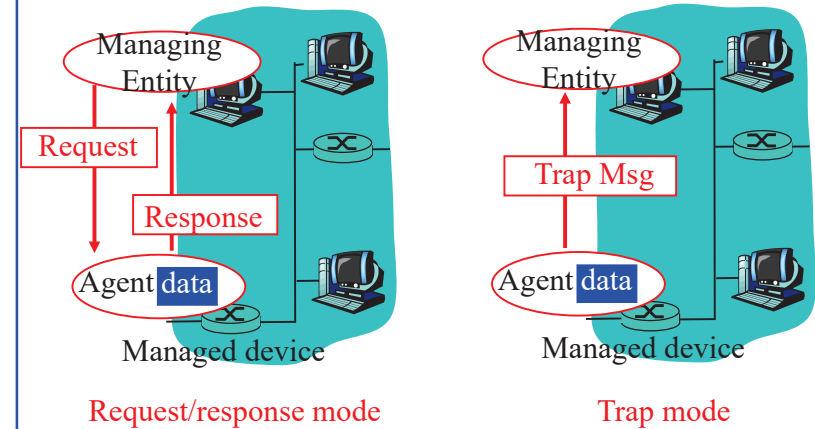 Managing
Entity
Request
Response
Agent data
Managed device
Request/response mode
Managing
Entity
Trap Msg
Agent data
Managed device
Trap mode